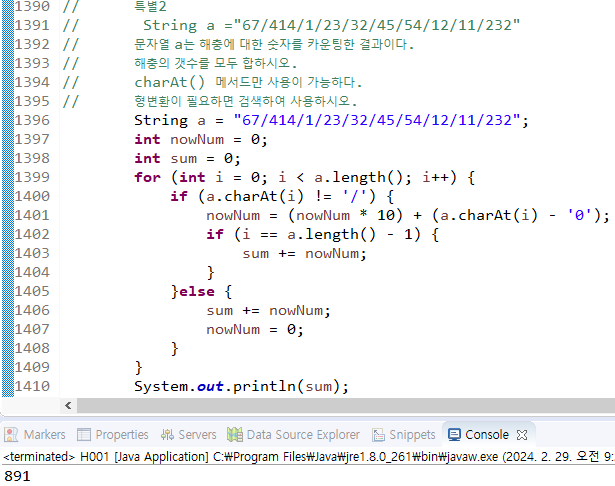 1390 //       특별2
1391 //        String a ="67/414/1/23/32/45/54/12/11/232"
1392 //       문자열 a는 해충에 대한 숫자를 카운팅한 결과이다.
1393 //       해충의 갯수를 모두 합하시오.
1394 //       charAt() 메서드만 사용이 가능하다.
1395 //       형변환이 필요하면 검색하여 사용하시오.
1396         String a = "67/414/1/23/32/45/54/12/11/232";
1397         int nowNum = 0;
1398         int sum = 0;
1399         for (int i = 0; i < a.length(); i++) {
1400             if (a.charAt(i) != '/') {
1401                 nowNum = (nowNum * 10) + (a.charAt(i) - '0');
1402                 if (i == a.length() - 1) {
1403                     sum += nowNum;
1404                 }
1405             }else {
1406                 sum += nowNum;
1407                 nowNum = 0;
1408             }
1409         }
1410         System.out.println(sum);
Markers Properties Servers Data Source Explorer Snippets Console
<terminated> H001 [Java Application] C:₩Program Files₩Java₩jre1.8.0_261₩bin₩javaw.exe (2024. 2. 29. 오전 9:
891